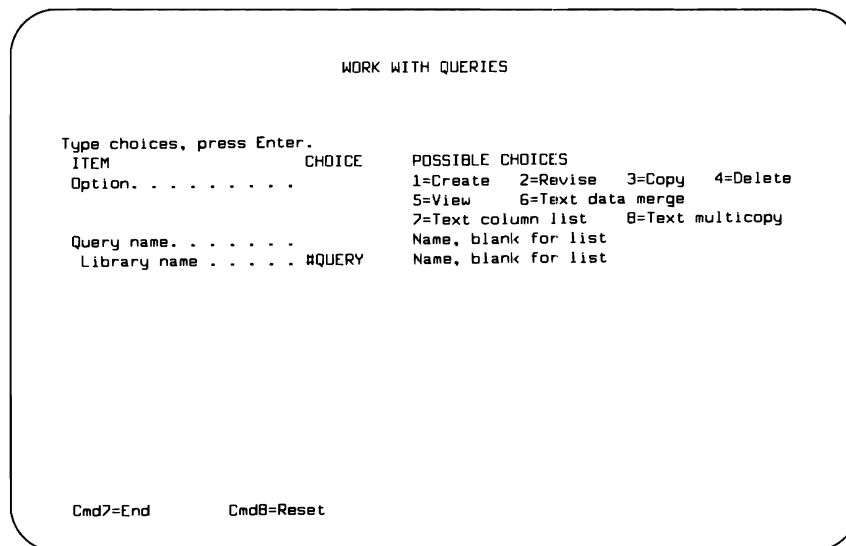 WORK WITH QUERIES
Type choices, press Enter.
ITEM CHOICE POSSIBLE CHOICES
Option. . . . . . . . . 1=Create 2=Revise 3=Copy 4=Delete
5=View 6=Text data merge
7=Text column list 8=Text multicopy
Query name. . . . . . . Name, blank for list
Library name . . . . . #QUERY Name, blank for list
Cmd7=End Cmd8=Reset